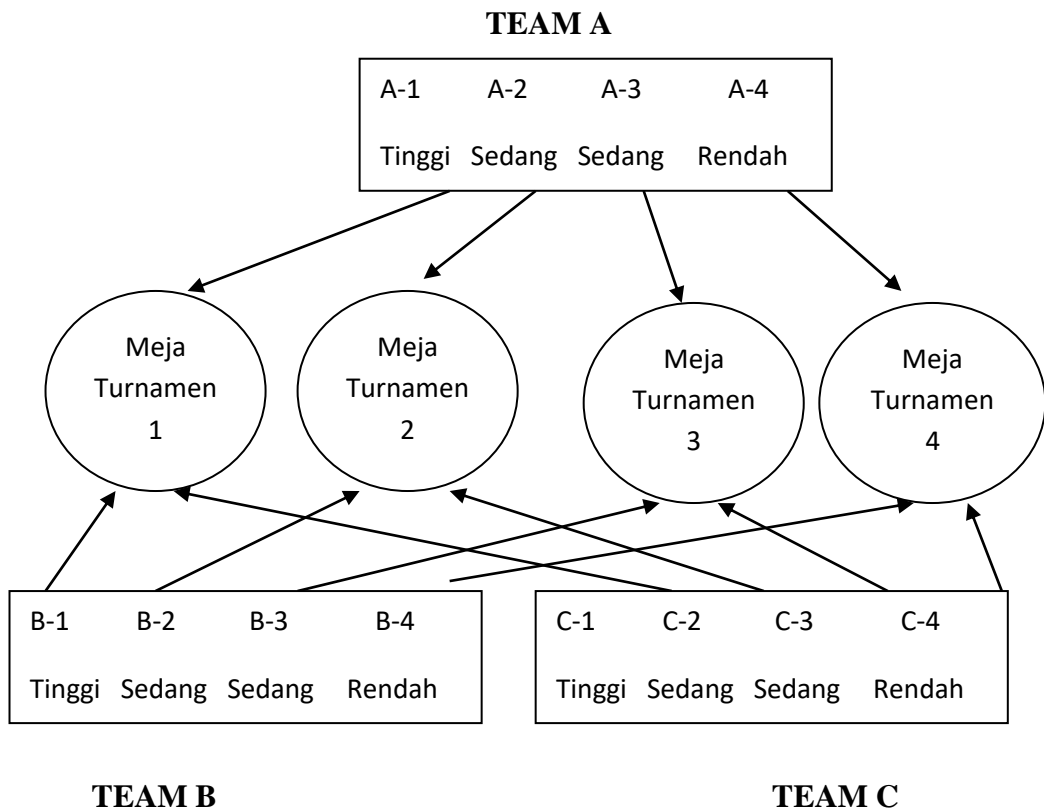 TEAM A
A-1 A-2 A-3 A-4
Tinggi Sedang Sedang Rendah
Meja
Turnamen
1
Meja
Turnamen
2
Meja
Turnamen
3
Meja
Turnamen
4
B-1 B-2 B-3 B-4
Tinggi Sedang Sedang Rendah
C-1 C-2 C-3 C-4
Tinggi Sedang Sedang Rendah
TEAM B
TEAM C